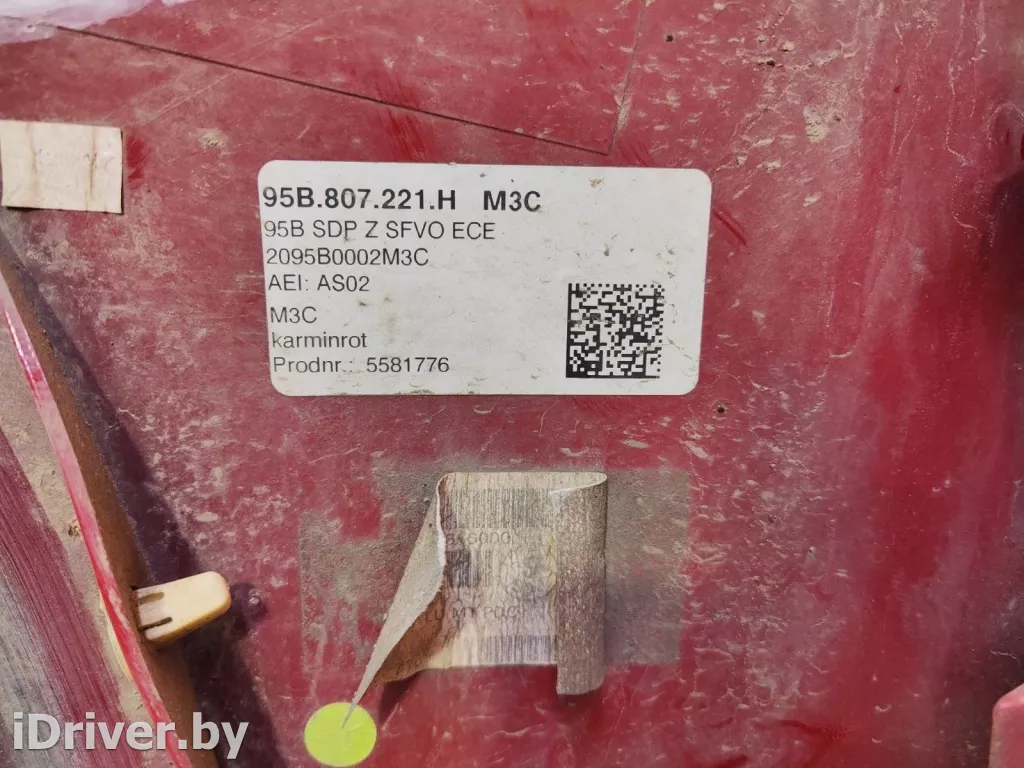 95B.807.221.H M3C
95B SDP Z SFVO ECE
2095B0002M3C
AEI: AS02
M3C
karminrot
Prodnr.: 5581776
iDriver.by